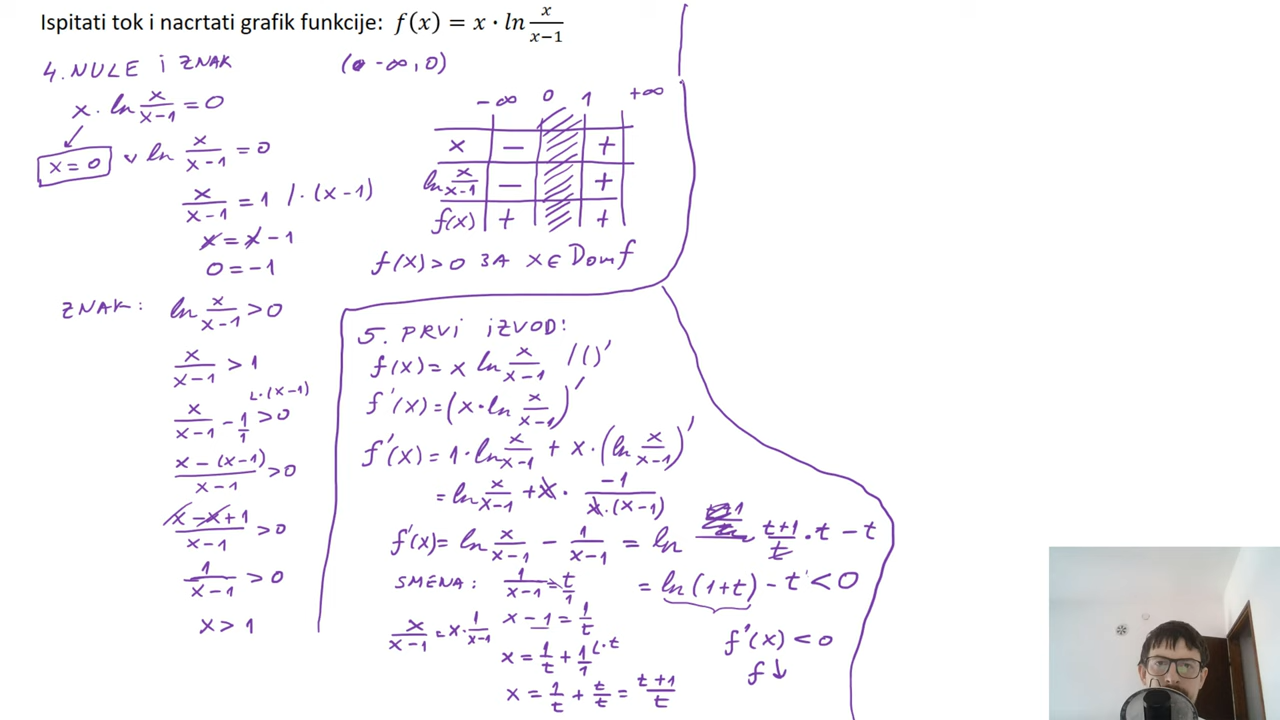 Ispitati tok i nacrtati grafik funkcije: f(x) = x · ln x/(x−1)
4. NULE i ZNAK
x · ln x/(x−1) = 0
x = 0 ∨ ln x/(x−1) = 0
x/(x−1) = 1 /·(x−1)
x = x − 1
0 = −1
ZNAK: ln x/(x−1) > 0
x/(x−1) > 1
x/(x−1) − 1/1 > 0 ·(x−1)
(x − (x−1))/(x−1) > 0
(x − x + 1)/(x−1) > 0
1/(x−1) > 0
x > 1
(−∞, 0)
−∞ 0 1 +∞
x − +
ln x/(x−1) − +
f(x) + +
f(x) > 0 ЗА x ∈ Dom f
5. PRVi iZVOD:
f(x) = x ln x/(x−1) /()'
f'(x) = (x · ln x/(x−1))'
f'(x) = 1 · ln x/(x−1) + x · (ln x/(x−1))'
= ln x/(x−1) + x · −1/(x·(x−1))
f'(x) = ln x/(x−1) − 1/(x−1) = ln (t+1)/t · t − t
SMENA: 1/(x−1) = t/1
= ln(1+t) − t < 0
x/(x−1) = x · 1/(x−1)
x − 1 = 1/t
x = 1/t + 1/1 ·t
x = 1/t + t/t = (t+1)/t
f'(x) < 0
f ↓